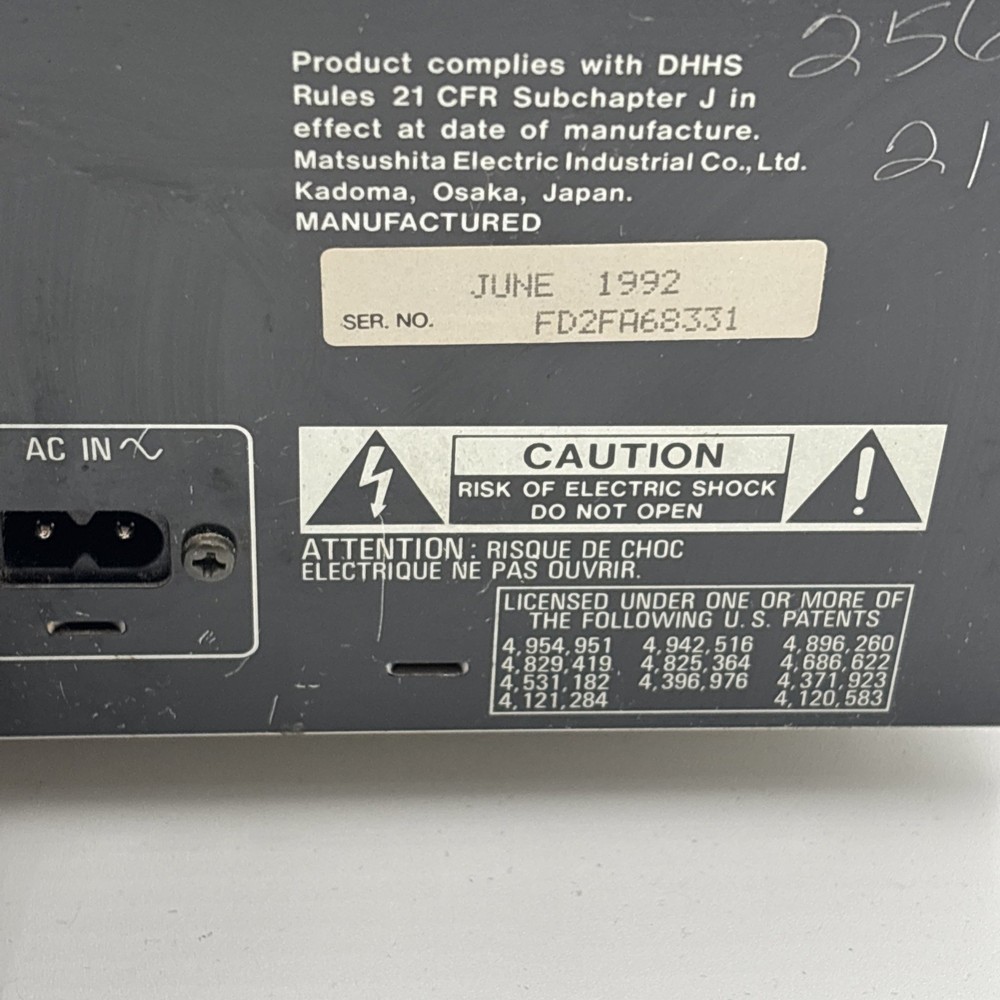 Product complies with DHHS
Rules 21 CFR Subchapter J in
effect at date of manufacture.
Matsushita Electric Industrial Co., Ltd.
Kadoma, Osaka, Japan.
MANUFACTURED
JUNE 1992
SER. NO. FD2FA68331
AC IN
CAUTION
RISK OF ELECTRIC SHOCK
DO NOT OPEN
ATTENTION : RISQUE DE CHOC
ELECTRIQUE NE PAS OUVRIR.
LICENSED UNDER ONE OR MORE OF
THE FOLLOWING U.S. PATENTS
4,954,951 4,942,516 4,896,260
4,829,419 4,825,364 4,686,622
4,531,182 4,396,976 4,371,923
4,121,284 4,120,583